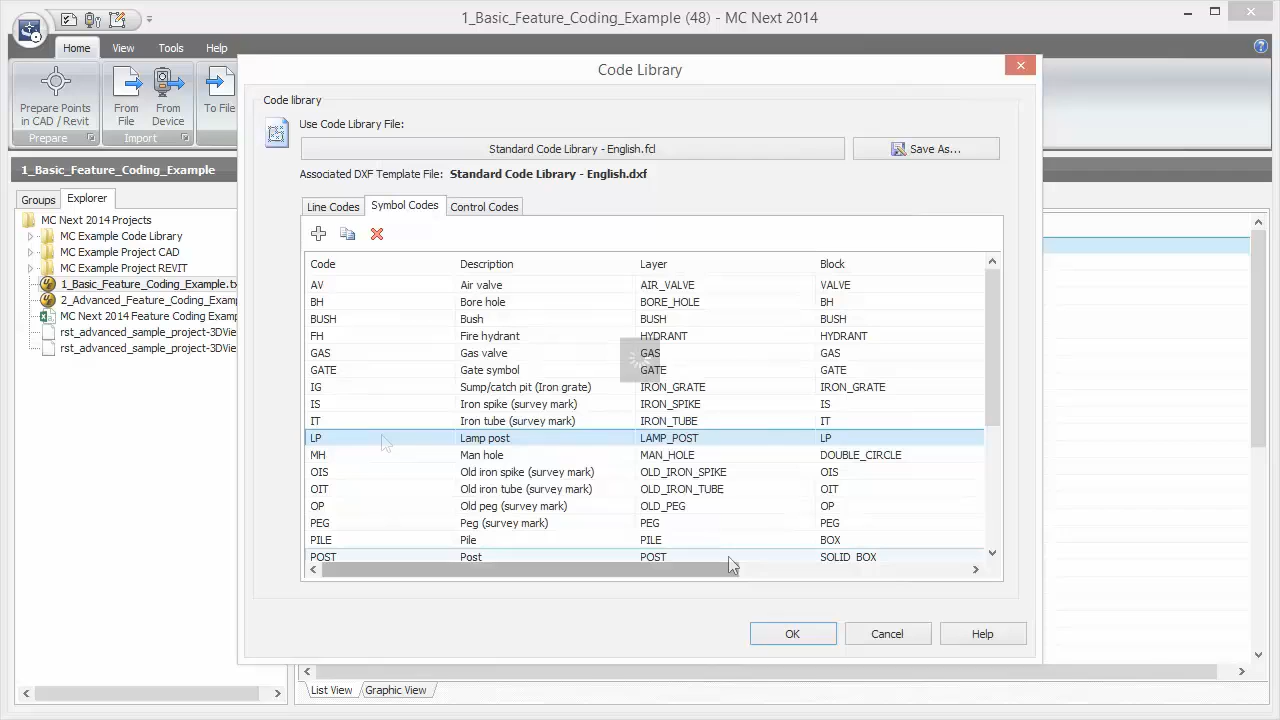 1_Basic_Feature_Coding_Example (48) - MC Next 2014
Home View Tools Help
Prepare Points in CAD / Revit
From File
From Device
To File
Prepare
Import
1_Basic_Feature_Coding_Example
Groups Explorer
MC Next 2014 Projects
MC Example Code Library
MC Example Project CAD
MC Example Project REVIT
1_Basic_Feature_Coding_Example.tx
2_Advanced_Feature_Coding_Examp
MC Next 2014 Feature Coding Examp
rst_advanced_sample_project-3DVie
rst_advanced_sample_project-3DVie
Code Library
Code library
Use Code Library File:
Standard Code Library - English.fcl
Save As...
Associated DXF Template File: Standard Code Library - English.dxf
Line Codes Symbol Codes Control Codes
Code Description Layer Block
AV Air valve AIR_VALVE VALVE
BH Bore hole BORE_HOLE BH
BUSH Bush BUSH BUSH
FH Fire hydrant HYDRANT HYDRANT
GAS Gas valve GAS GAS
GATE Gate symbol GATE GATE
IG Sump/catch pit (Iron grate) IRON_GRATE IRON_GRATE
IS Iron spike (survey mark) IRON_SPIKE IS
IT Iron tube (survey mark) IRON_TUBE IT
LP Lamp post LAMP_POST LP
MH Man hole MAN_HOLE DOUBLE_CIRCLE
OIS Old iron spike (survey mark) OLD_IRON_SPIKE OIS
OIT Old iron tube (survey mark) OLD_IRON_TUBE OIT
OP Old peg (survey mark) OLD_PEG OP
PEG Peg (survey mark) PEG PEG
PILE Pile PILE BOX
POST Post POST SOLID_BOX
OK Cancel Help
List View Graphic View